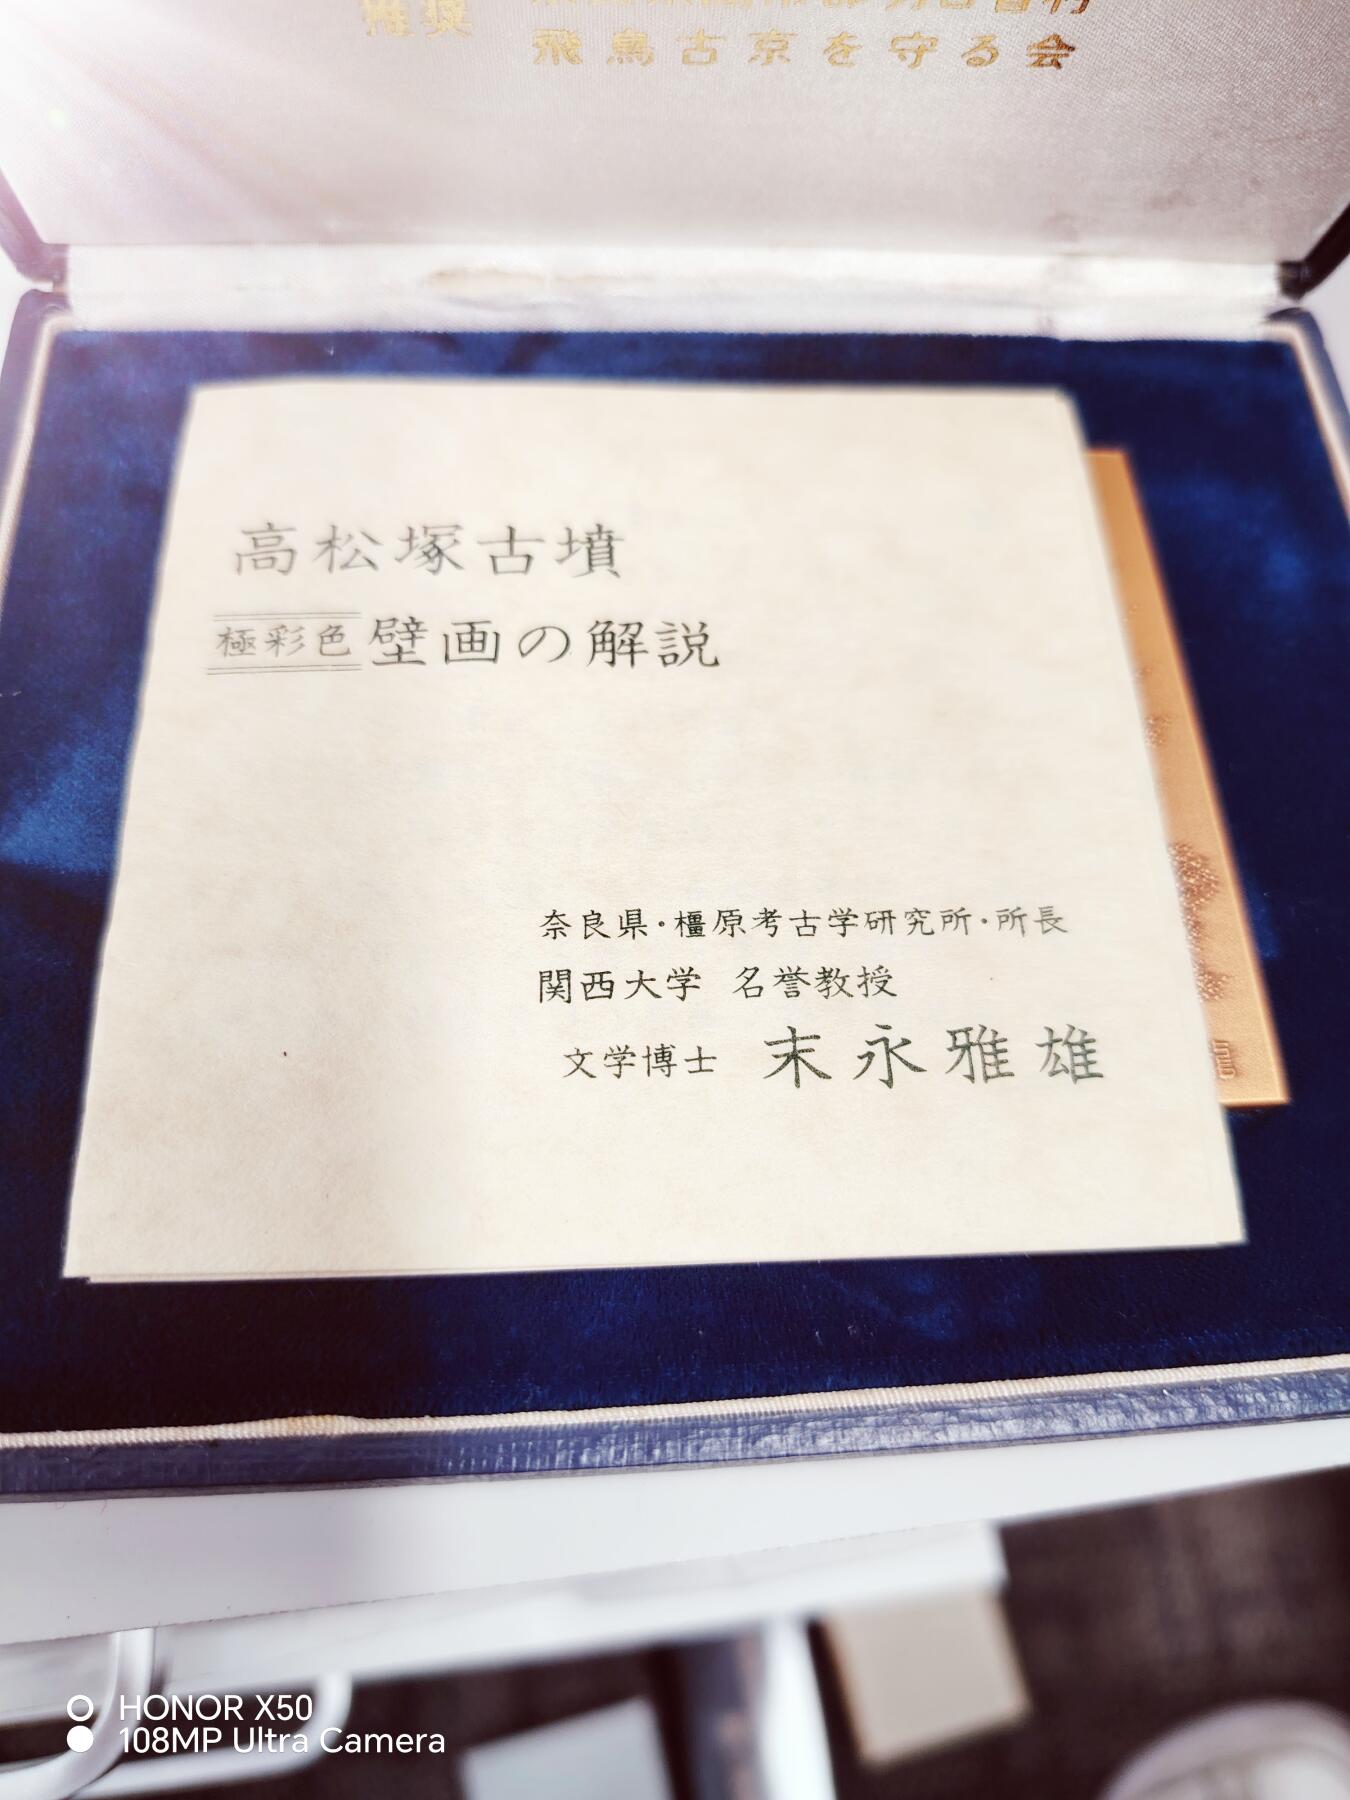 推奨
飛鳥古京を守る会
高松塚古墳
極彩色壁画の解説
奈良県・橿原考古学研究所・所長
関西大学 名誉教授
文学博士 末永雅雄
HONOR X50
108MP Ultra Camera